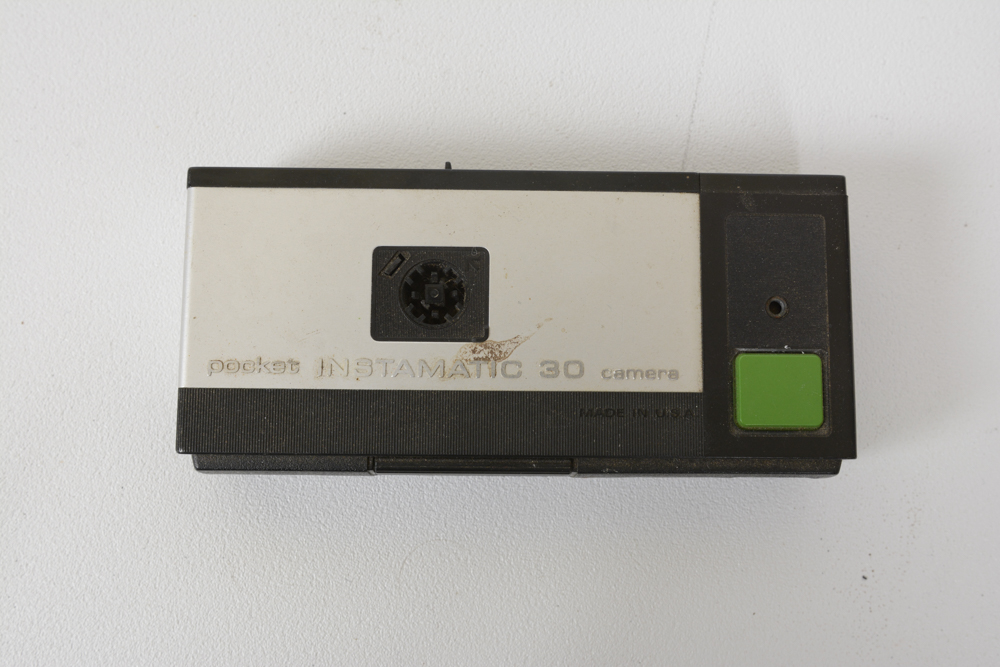 pocket INSTAMATIC 30 camera
MADE IN U.S.A.